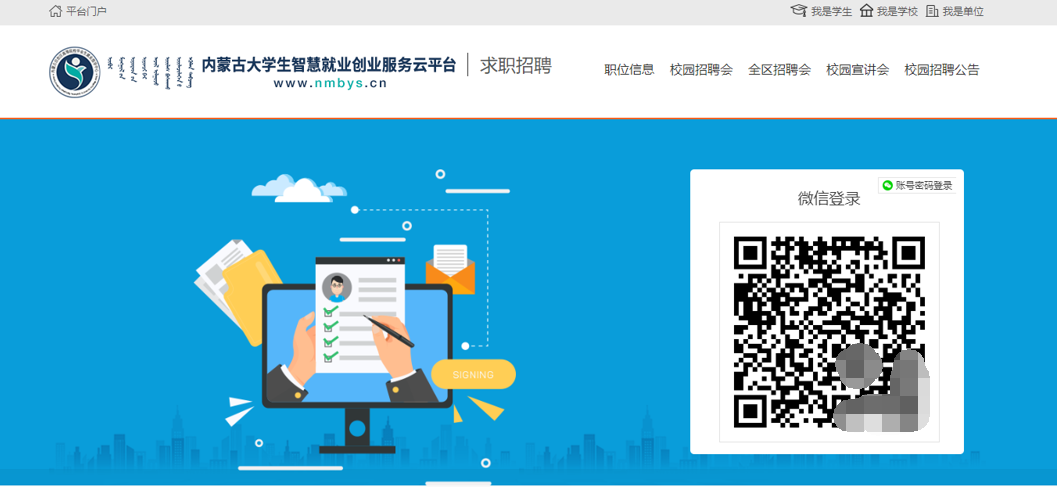 平台门户
我是学生 我是学校 我是单位
内蒙古大学生智慧就业创业服务云平台
www.nmbys.cn
求职招聘
职位信息 校园招聘会 全区招聘会 校园宣讲会 校园招聘公告
账号密码登录
微信登录
SIGNING